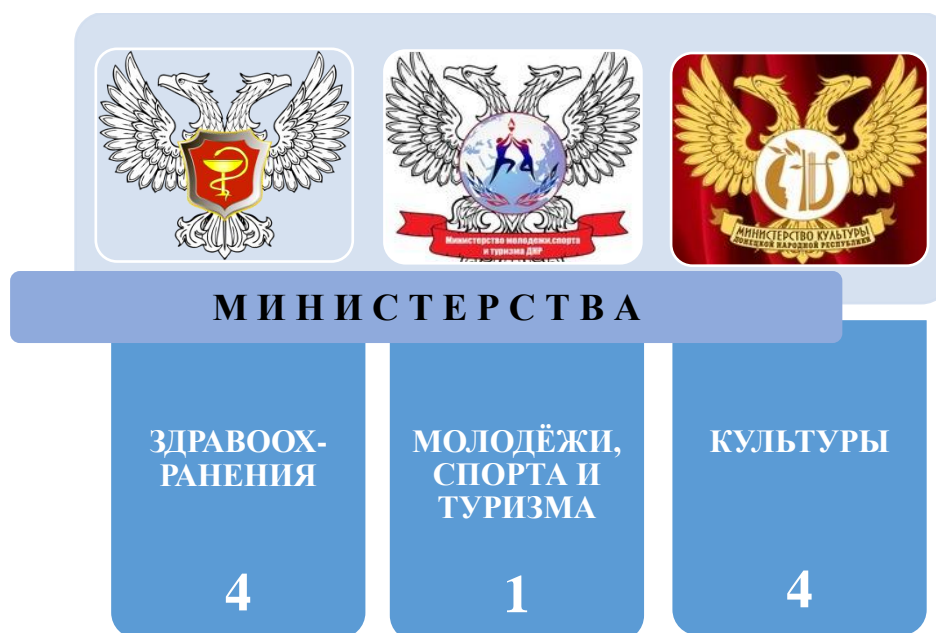 Министерство молодежи,спорта
и туризма ДНР
МИНИСТЕРСТВО КУЛЬТУРЫ
ДОНЕЦКОЙ НАРОДНОЙ РЕСПУБЛИКИ
МИНИСТЕРСТВА
ЗДРАВООХ-
РАНЕНИЯ
4
МОЛОДЁЖИ,
СПОРТА И
ТУРИЗМА
1
КУЛЬТУРЫ
4